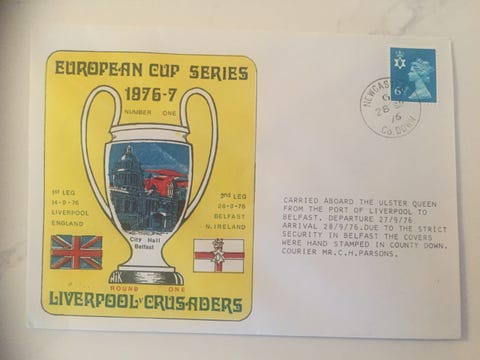 EUROPEAN CUP SERIES
1976-7
NUMBER ONE
1st LEG
14-9-76
LIVERPOOL
ENGLAND
2nd LEG
28-9-76
BELFAST
N.IRELAND
City Hall
Belfast
ROUND ONE
LIVERPOOL v CRUSADERS
6½P
28
76
Co. DOWN
CARRIED ABOARD THE ULSTER QUEEN
FROM THE PORT OF LIVERPOOL TO
BELFAST. DEPARTURE 27/9/76
ARRIVAL 28/9/76.DUE TO THE STRICT
SECURITY IN BELFAST THE COVERS
WERE HAND STAMPED IN COUNTY DOWN.
COURIER MR.C.H.PARSONS.